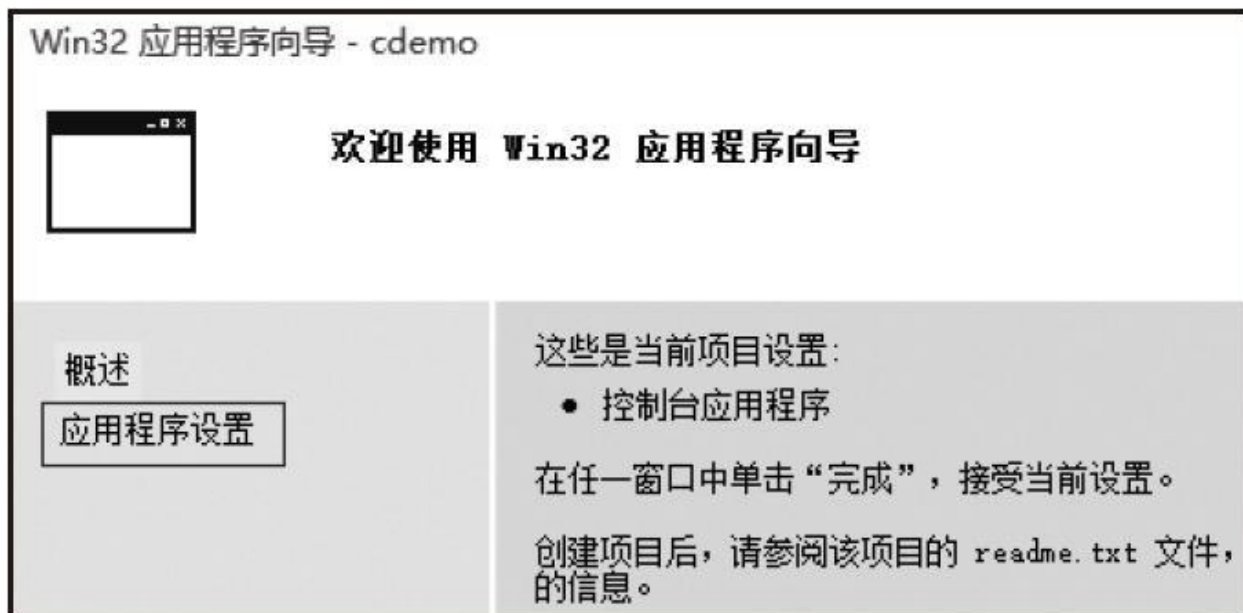 Win32 应用程序向导 - cdemo
欢迎使用 Win32 应用程序向导
概述
应用程序设置
这些是当前项目设置:
• 控制台应用程序
在任一窗口中单击“完成”，接受当前设置。
创建项目后，请参阅该项目的 readme.txt 文件，
的信息。